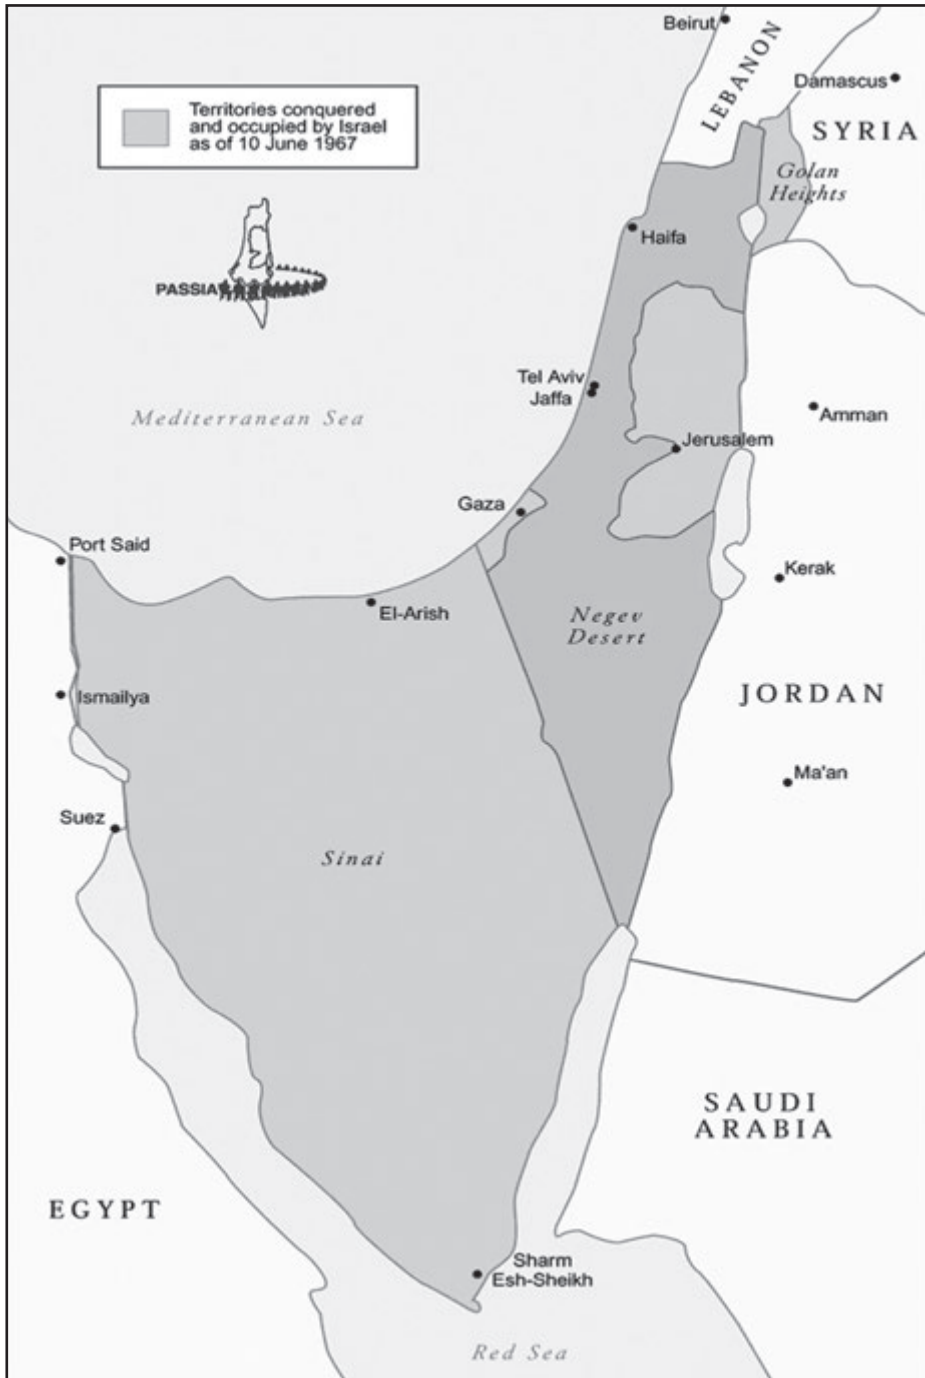 Beirut
LEBANON
Damascus
SYRIA
Territories conquered
and occupied by Israel
as of 10 June 1967
Golan
Heights
Haifa
PASSIA
Tel Aviv
Jaffa
Mediterranean Sea
Amman
Jerusalem
Gaza
Port Said
Kerak
El-Arish
Negev
Desert
Ismailya
JORDAN
Ma'an
Suez
Sinai
SAUDI
ARABIA
EGYPT
Sharm
Esh-Sheikh
Red Sea